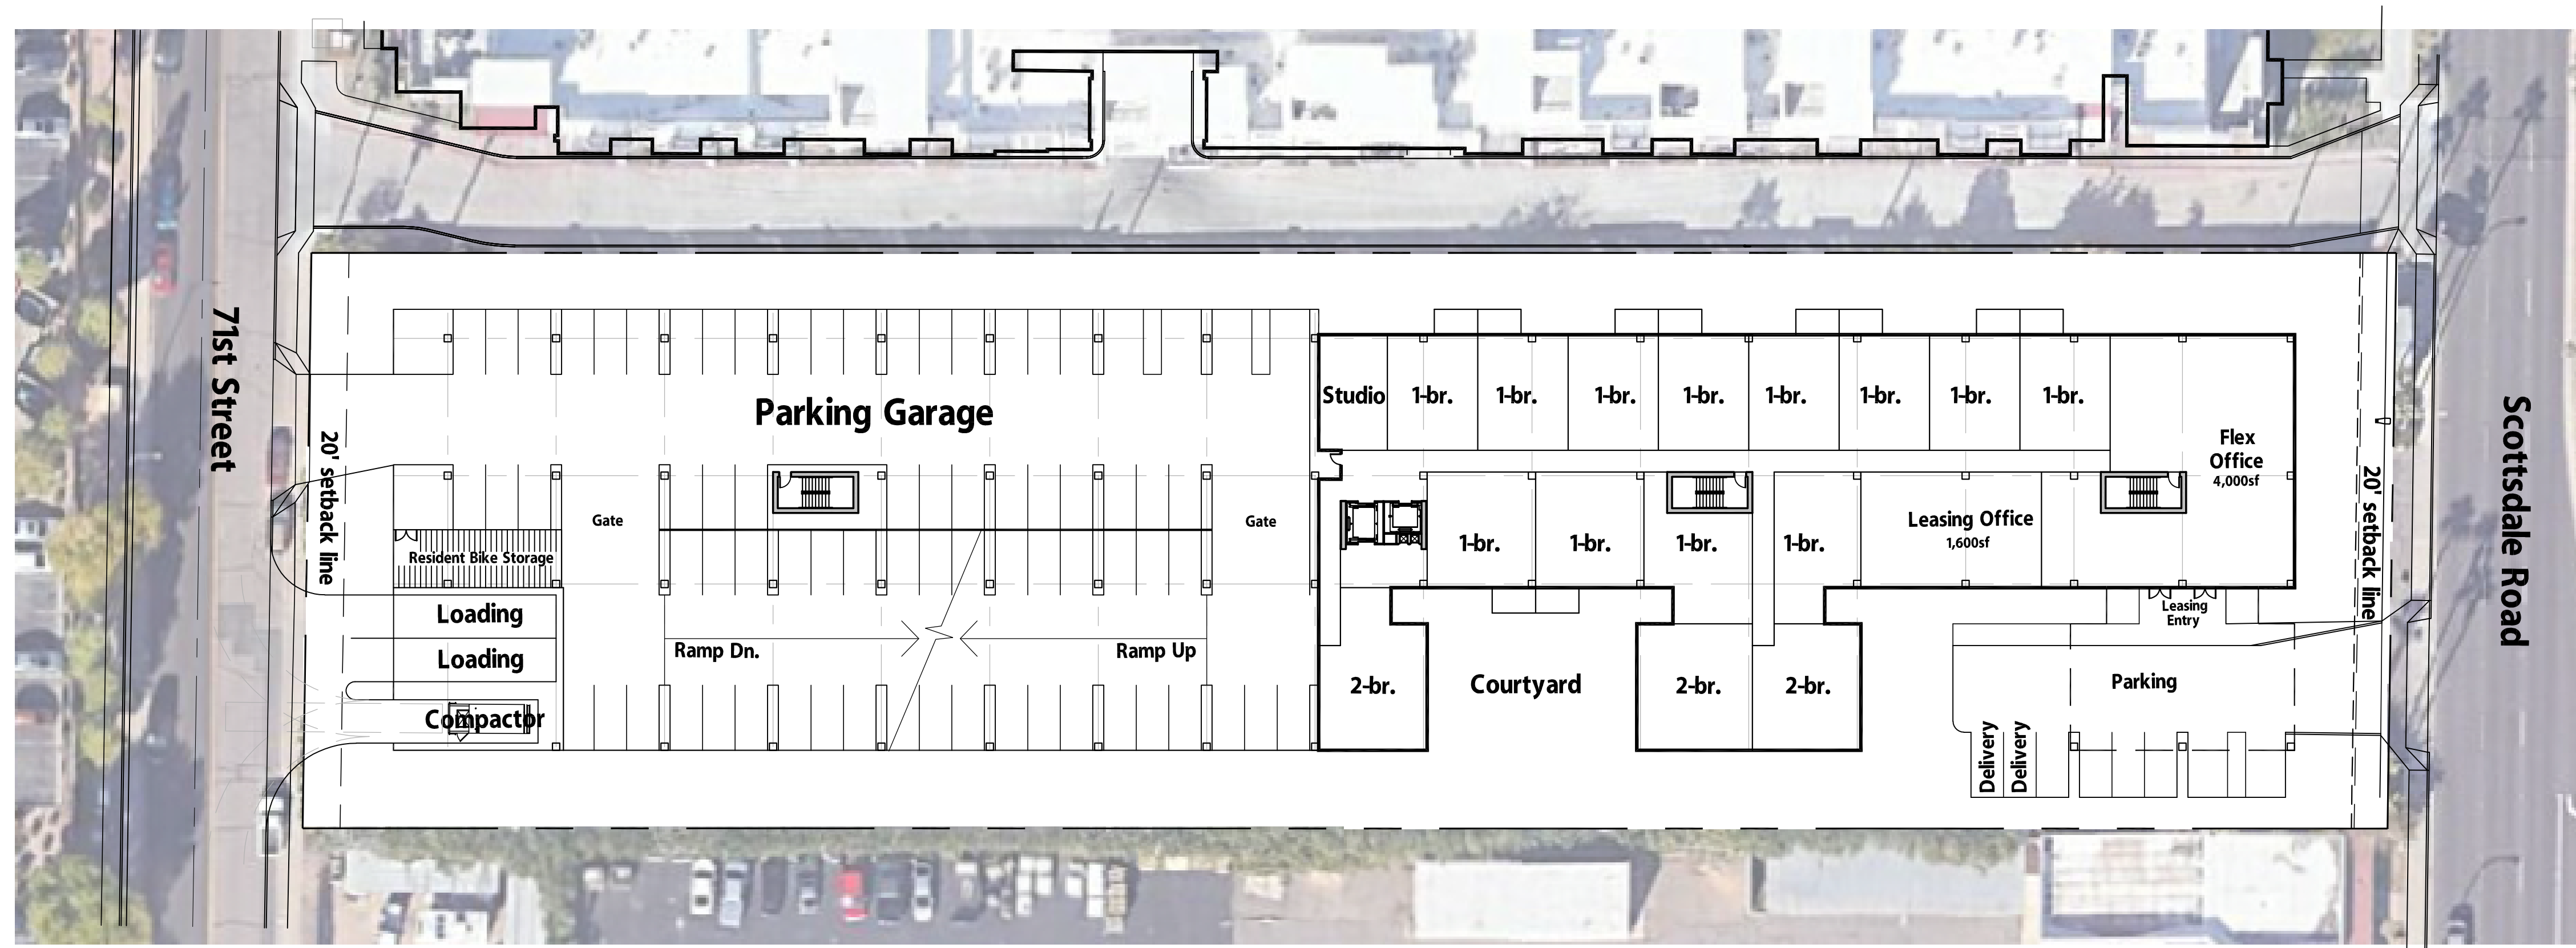 71st Street
20' setback line
Parking Garage
Gate
Gate
Resident Bike Storage
Loading
Loading
Compactor
Ramp Dn.
Ramp Up
Studio
1-br.
1-br.
1-br.
1-br.
1-br.
1-br.
1-br.
1-br.
Flex
Office
4,000sf
1-br.
1-br.
1-br.
1-br.
Leasing Office
1,600sf
2-br.
Courtyard
2-br.
2-br.
Leasing
Entry
Parking
Delivery
Delivery
20' setback line
Scottsdale Road